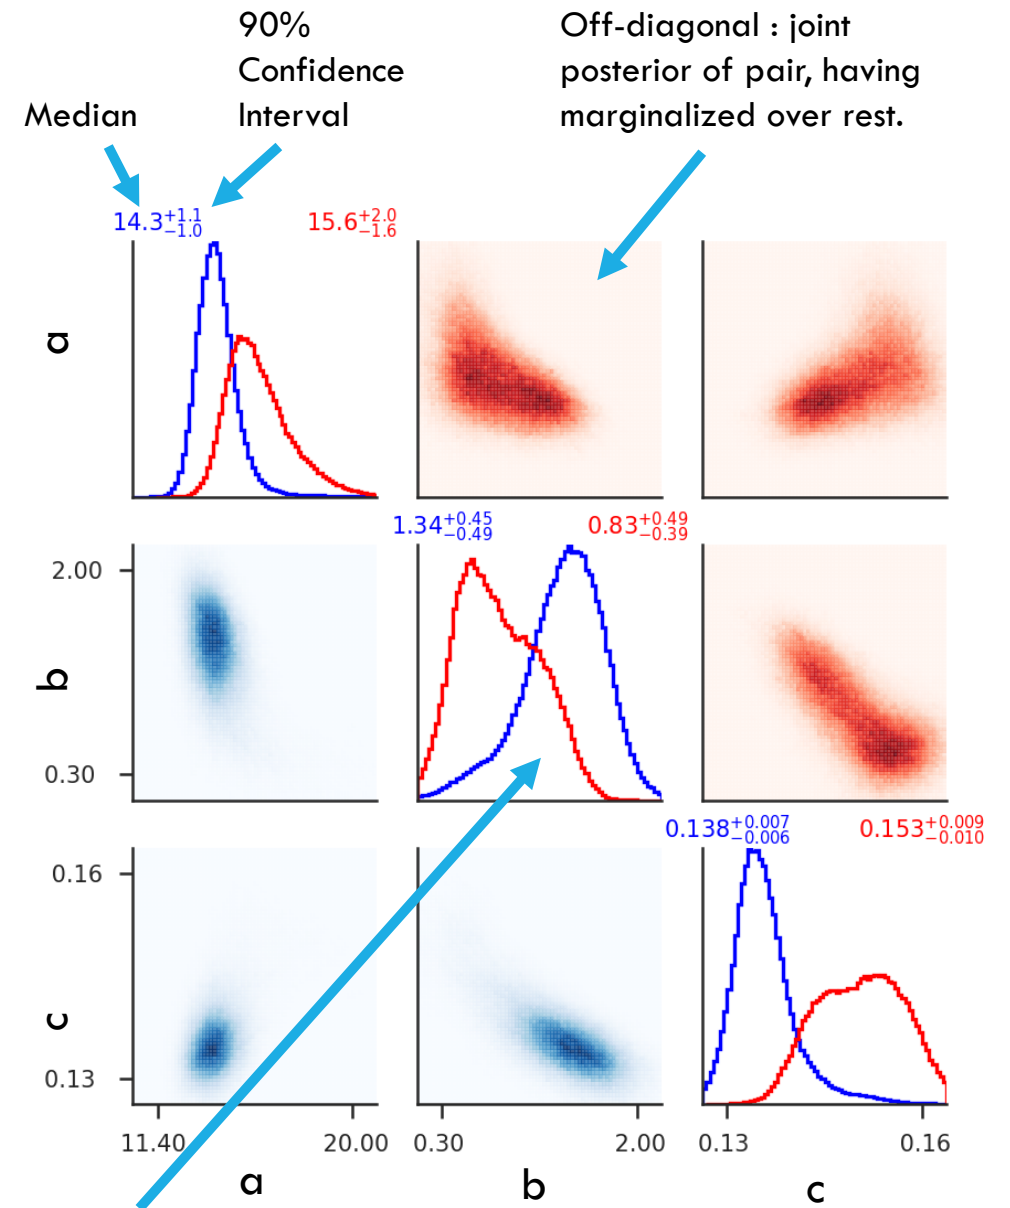 90%
Confidence
Interval
Median
Off-diagonal : joint
posterior of pair, having
marginalized over rest.
14.3+1.1−1.0
15.6+2.0−1.6
a
1.34+0.45−0.49
0.83+0.49−0.39
2.00
b
0.30
0.138+0.007−0.006
0.153+0.009−0.010
0.16
c
0.13
11.40 20.00
0.30 2.00
0.13 0.16
a
b
c